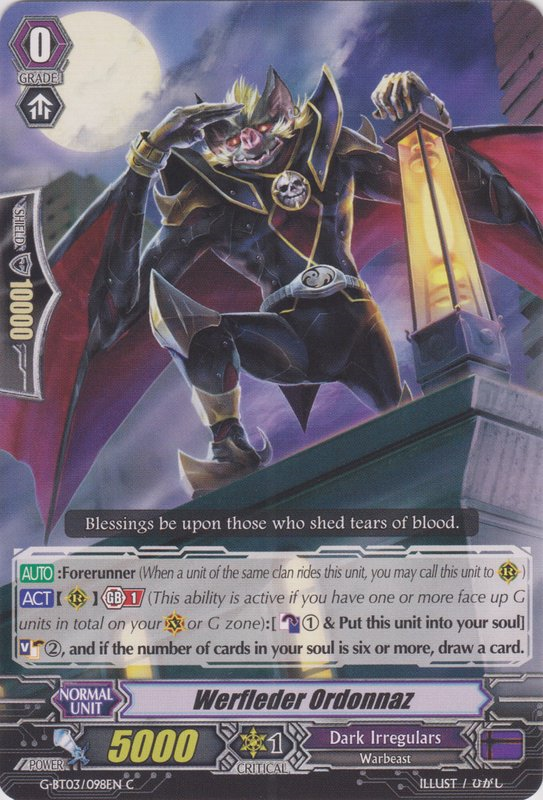 0
GRADE
SHIELD
10000
Blessings be upon those who shed tears of blood.
AUTO :Forerunner (When a unit of the same clan rides this unit, you may call this unit to R)
ACT [ R ] GB 1 (This ability is active if you have one or more face up G
units in total on your V or G zone):[ ① & Put this unit into your soul]
V ②, and if the number of cards in your soul is six or more, draw a card.
NORMAL
UNIT
Werfleder Ordonnaz
POWER
5000
1
CRITICAL
Dark Irregulars
Warbeast
G-BT03/098EN C
ILLUST / ひがし